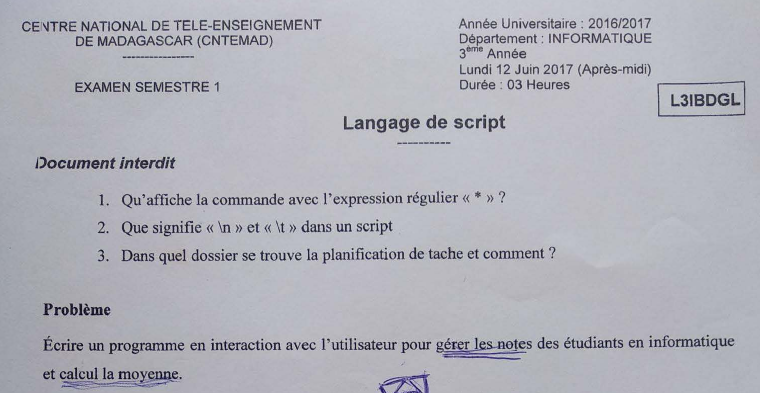 CENTRE NATIONAL DE TELE-ENSEIGNEMENT
DE MADAGASCAR (CNTEMAD)
----------------
EXAMEN SEMESTRE 1
Année Universitaire : 2016/2017
Département : INFORMATIQUE
3ème Année
Lundi 12 Juin 2017 (Après-midi)
Durée : 03 Heures
L3IBDGL
Langage de script
----------
Document interdit
1. Qu'affiche la commande avec l'expression régulier « * » ?
2. Que signifie « \n » et « \t » dans un script
3. Dans quel dossier se trouve la planification de tache et comment ?
Problème
Écrire un programme en interaction avec l'utilisateur pour gérer les notes des étudiants en informatique
et calcul la moyenne.